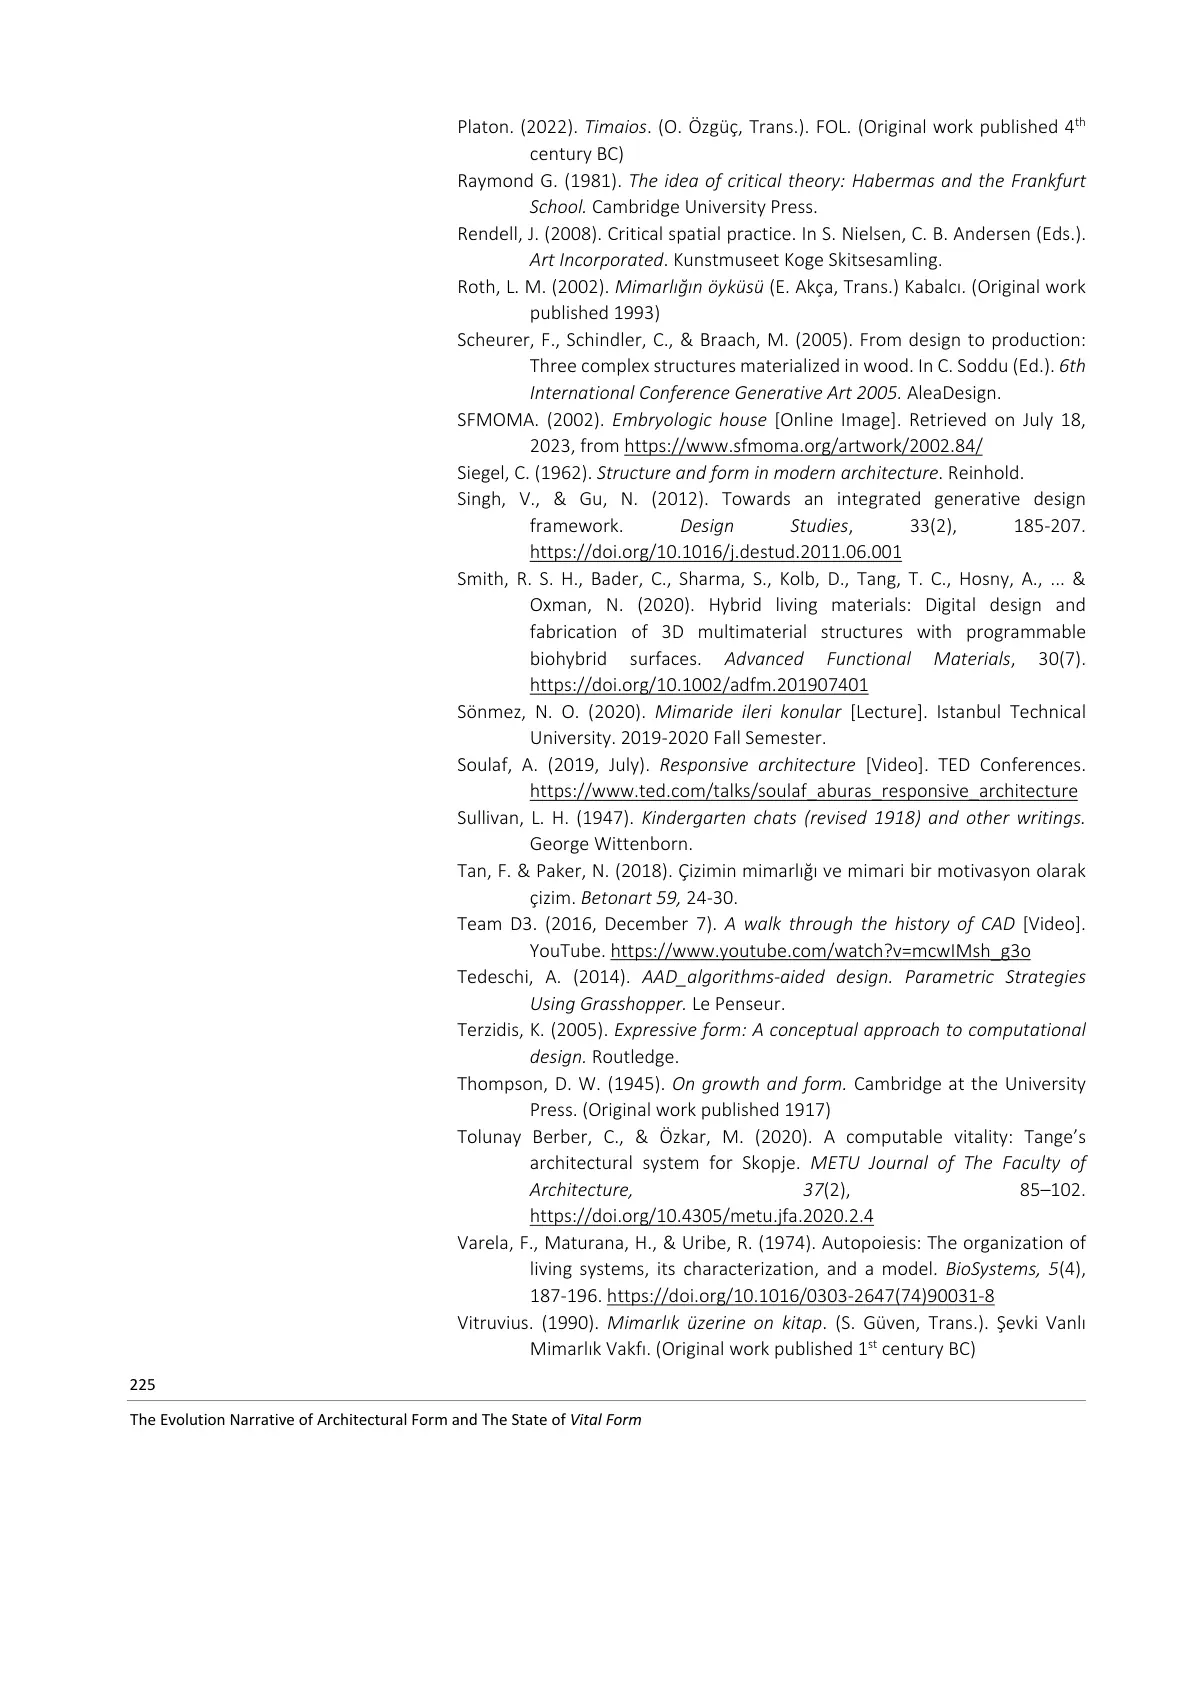 Platon. (2022). Timaios. (O. Özgüç, Trans.). FOL. (Original work published 4th
century BC)
Raymond G. (1981). The idea of critical theory: Habermas and the Frankfurt
School. Cambridge University Press.
Rendell, J. (2008). Critical spatial practice. In S. Nielsen, C. B. Andersen (Eds.).
Art Incorporated. Kunstmuseet Koge Skitsesamling.
Roth, L. M. (2002). Mimarlığın öyküsü (E. Akça, Trans.) Kabalcı. (Original work
published 1993)
Scheurer, F., Schindler, C., & Braach, M. (2005). From design to production:
Three complex structures materialized in wood. In C. Soddu (Ed.). 6th
International Conference Generative Art 2005. AleaDesign.
SFMOMA. (2002). Embryologic house [Online Image]. Retrieved on July 18,
2023, from https://www.sfmoma.org/artwork/2002.84/
Siegel, C. (1962). Structure and form in modern architecture. Reinhold.
Singh, V., & Gu, N. (2012). Towards an integrated generative design
framework. Design Studies, 33(2), 185-207.
https://doi.org/10.1016/j.destud.2011.06.001
Smith, R. S. H., Bader, C., Sharma, S., Kolb, D., Tang, T. C., Hosny, A., ... &
Oxman, N. (2020). Hybrid living materials: Digital design and
fabrication of 3D multimaterial structures with programmable
biohybrid surfaces. Advanced Functional Materials, 30(7).
https://doi.org/10.1002/adfm.201907401
Sönmez, N. O. (2020). Mimaride ileri konular [Lecture]. Istanbul Technical
University. 2019-2020 Fall Semester.
Soulaf, A. (2019, July). Responsive architecture [Video]. TED Conferences.
https://www.ted.com/talks/soulaf_aburas_responsive_architecture
Sullivan, L. H. (1947). Kindergarten chats (revised 1918) and other writings.
George Wittenborn.
Tan, F. & Paker, N. (2018). Çizimin mimarlığı ve mimari bir motivasyon olarak
çizim. Betonart 59, 24-30.
Team D3. (2016, December 7). A walk through the history of CAD [Video].
YouTube. https://www.youtube.com/watch?v=mcwIMsh_g3o
Tedeschi, A. (2014). AAD_algorithms-aided design. Parametric Strategies
Using Grasshopper. Le Penseur.
Terzidis, K. (2005). Expressive form: A conceptual approach to computational
design. Routledge.
Thompson, D. W. (1945). On growth and form. Cambridge at the University
Press. (Original work published 1917)
Tolunay Berber, C., & Özkar, M. (2020). A computable vitality: Tange’s
architectural system for Skopje. METU Journal of The Faculty of
Architecture, 37(2), 85–102.
https://doi.org/10.4305/metu.jfa.2020.2.4
Varela, F., Maturana, H., & Uribe, R. (1974). Autopoiesis: The organization of
living systems, its characterization, and a model. BioSystems, 5(4),
187-196. https://doi.org/10.1016/0303-2647(74)90031-8
Vitruvius. (1990). Mimarlık üzerine on kitap. (S. Güven, Trans.). Şevki Vanlı
Mimarlık Vakfı. (Original work published 1st century BC)
225
The Evolution Narrative of Architectural Form and The State of Vital Form